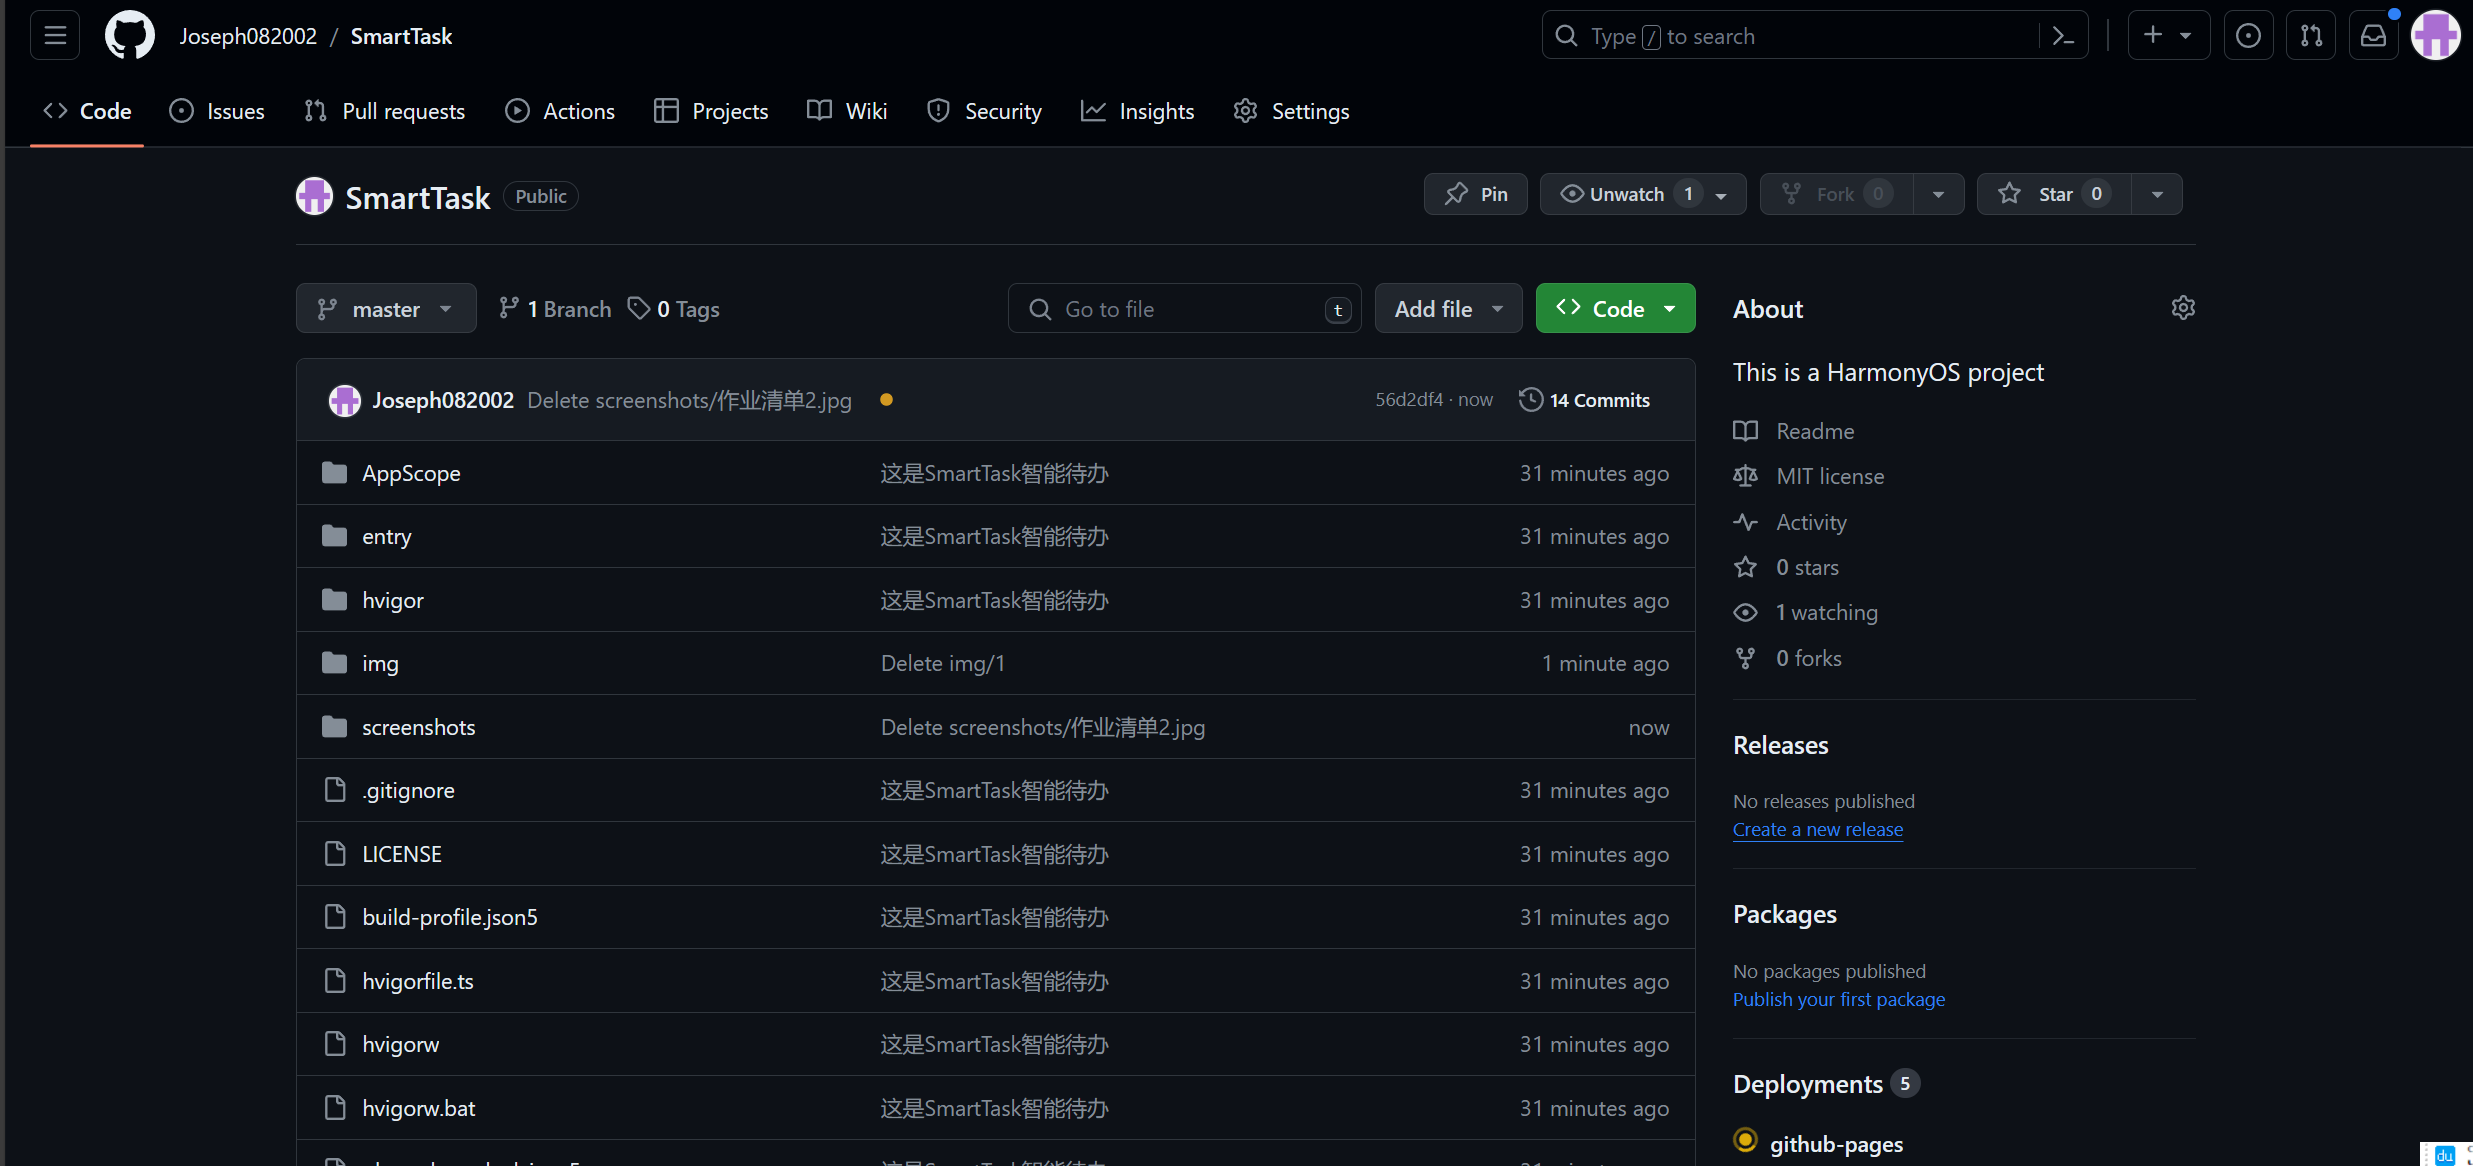 Joseph082002 / SmartTask
Type / to search
Code Issues Pull requests Actions Projects Wiki Security Insights Settings
SmartTask Public
Pin Unwatch 1 Fork 0 Star 0
master 1 Branch 0 Tags Go to file t Add file Code
Joseph082002 Delete screenshots/作业清单2.jpg 56d2df4 · now 14 Commits
AppScope 这是SmartTask智能待办 31 minutes ago
entry 这是SmartTask智能待办 31 minutes ago
hvigor 这是SmartTask智能待办 31 minutes ago
img Delete img/1 1 minute ago
screenshots Delete screenshots/作业清单2.jpg now
.gitignore 这是SmartTask智能待办 31 minutes ago
LICENSE 这是SmartTask智能待办 31 minutes ago
build-profile.json5 这是SmartTask智能待办 31 minutes ago
hvigorfile.ts 这是SmartTask智能待办 31 minutes ago
hvigorw 这是SmartTask智能待办 31 minutes ago
hvigorw.bat 这是SmartTask智能待办 31 minutes ago
About
This is a HarmonyOS project
Readme
MIT license
Activity
0 stars
1 watching
0 forks
Releases
No releases published
Create a new release
Packages
No packages published
Publish your first package
Deployments 5
github-pages
du